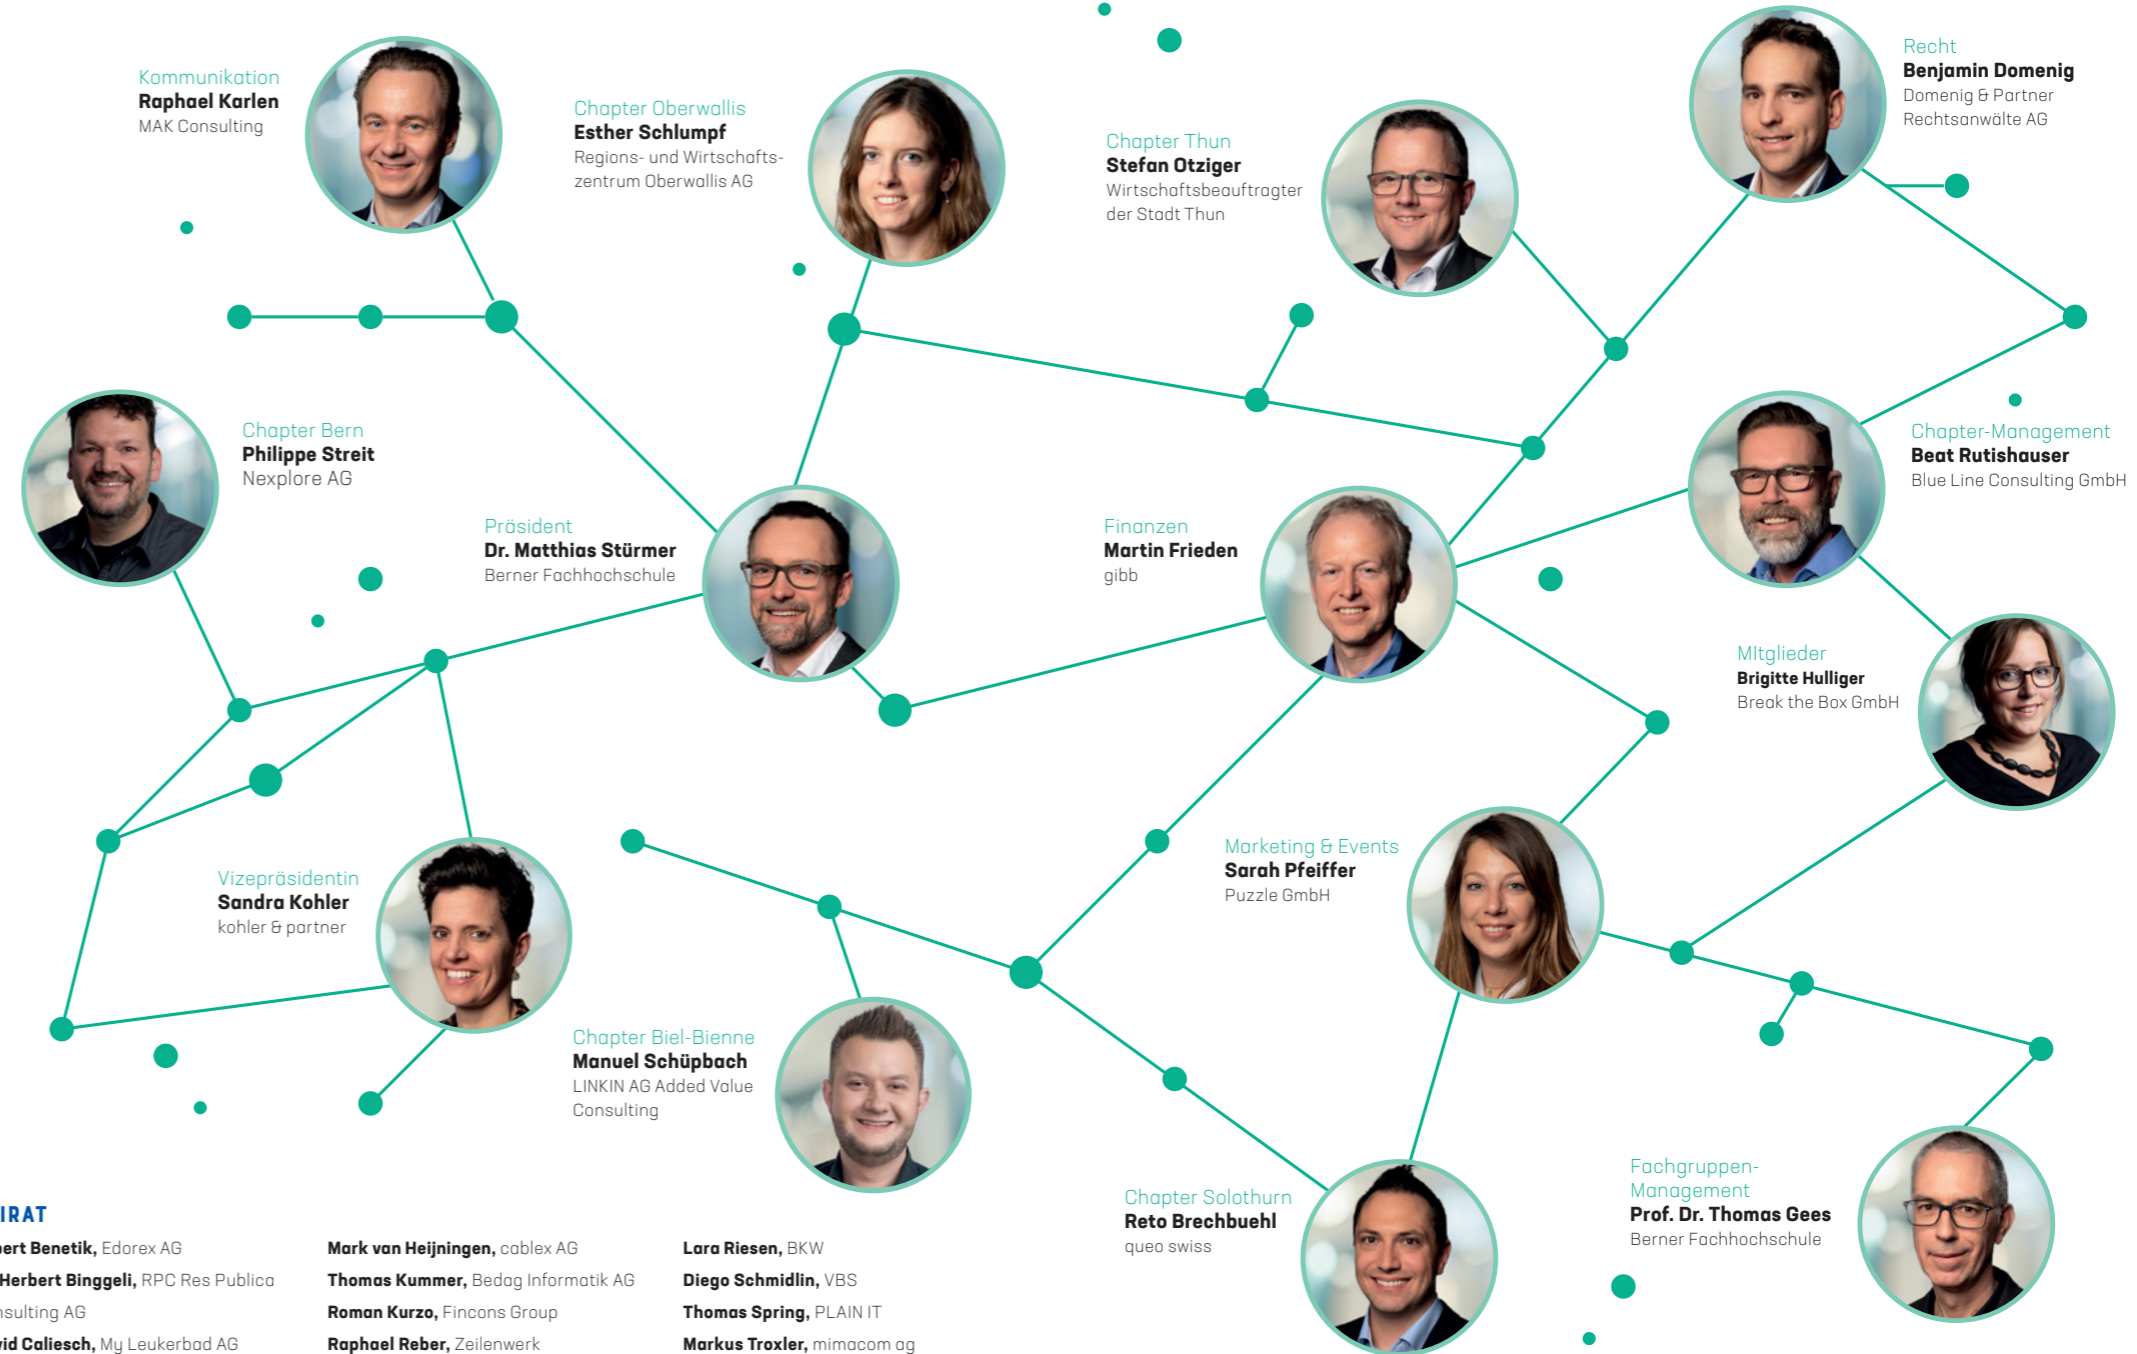 Kommunikation
Raphael Karlen
MAK Consulting
Chapter Oberwallis
Esther Schlumpf
Regions- und Wirtschafts-
zentrum Oberwallis AG
Chapter Thun
Stefan Otziger
Wirtschaftsbeauftragter
der Stadt Thun
Recht
Benjamin Domenig
Domenig & Partner
Rechtsanwälte AG
Chapter Bern
Philippe Streit
Nexplore AG
Präsident
Dr. Matthias Stürmer
Berner Fachhochschule
Finanzen
Martin Frieden
gibb
Chapter-Management
Beat Rutishauser
Blue Line Consulting GmbH
MItglieder
Brigitte Hulliger
Break the Box GmbH
Vizepräsidentin
Sandra Kohler
kohler & partner
Marketing & Events
Sarah Pfeiffer
Puzzle GmbH
Chapter Biel-Bienne
Manuel Schüpbach
LINKIN AG Added Value
Consulting
Chapter Solothurn
Reto Brechbuehl
queo swiss
Fachgruppen-
Management
Prof. Dr. Thomas Gees
Berner Fachhochschule
IRAT
ert Benetik, Edorex AG
Herbert Binggeli, RPC Res Publica
nsulting AG
id Caliesch, My Leukerbad AG
Mark van Heijningen, cablex AG
Thomas Kummer, Bedag Informatik AG
Roman Kurzo, Fincons Group
Raphael Reber, Zeilenwerk
Lara Riesen, BKW
Diego Schmidlin, VBS
Thomas Spring, PLAIN IT
Markus Troxler, mimacom ag